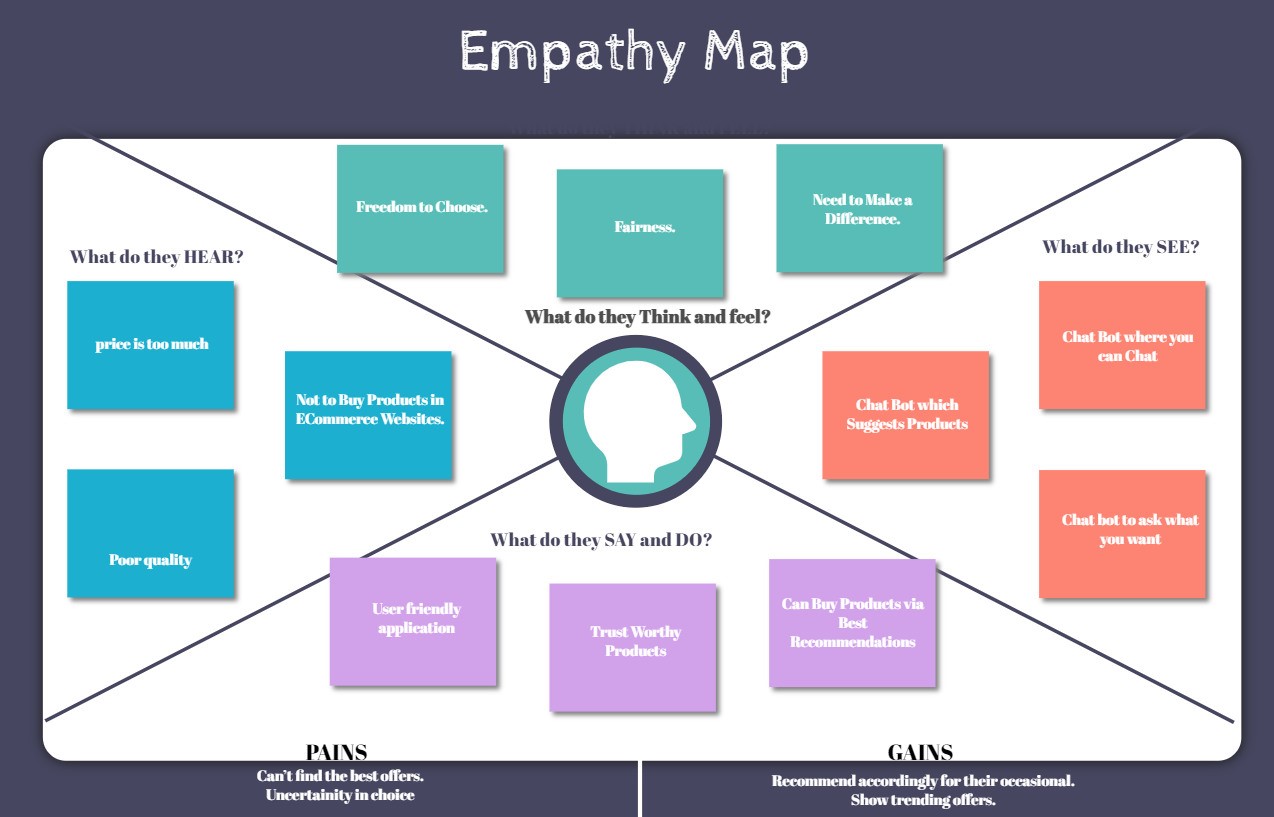 Empathy Map
Freedom to Choose.
Fairness.
Need to Make a
Difference.
What do they Think and feel?
What do they HEAR?
price is too much
Not to Buy Products in
ECommerce Websites.
Poor quality
What do they SEE?
Chat Bot where you
can Chat
Chat Bot which
Suggests Products
Chat bot to ask what
you want
What do they SAY and DO?
User friendly
application
Trust Worthy
Products
Can Buy Products via
Best
Recommendations
PAINS
Can't find the best offers.
Uncertainity in choice
GAINS
Recommend accordingly for their occasional.
Show trending offers.